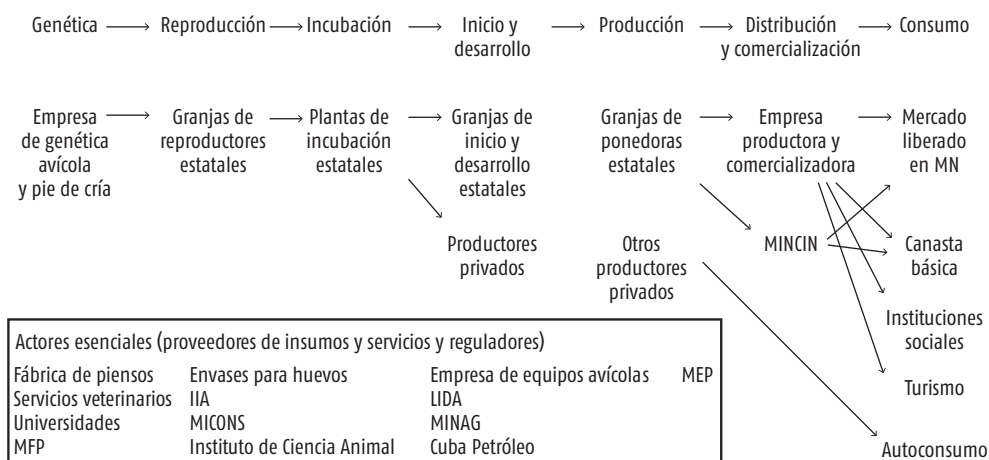 Genética Reproducción Incubación Inicio y desarrollo Producción Distribución y comercialización Consumo
Empresa de genética avícola y pie de cría
Granjas de reproductores estatales
Plantas de incubación estatales
Granjas de inicio y desarrollo estatales
Granjas de ponedoras estatales
Empresa productora y comercializadora
Mercado liberado en MN
Productores privados
Otros productores privados
MINCIN
Canasta básica
Instituciones sociales
Turismo
Autoconsumo
Actores esenciales (proveedores de insumos y servicios y reguladores)
Fábrica de piensos Envases para huevos Empresa de equipos avícolas MEP
Servicios veterinarios IIA LIDA
Universidades MICONS MINAG
MFP Instituto de Ciencia Animal Cuba Petróleo